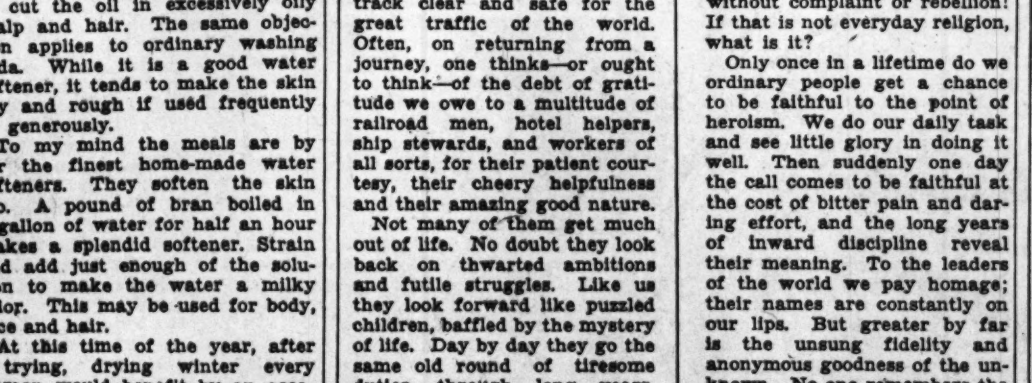 cut the oil in excessively oily
alp and hair. The same objec-
n applies to ordinary washing
da. While it is a good water
ftener, it tends to make the skin
y and rough if used frequently
generously.
To my mind the meals are by
r the finest home-made water
fteners. They soften the skin
o. A pound of bran boiled in
gallon of water for half an hour
akes a splendid softener. Strain
d add just enough of the solu-
on to make the water a milky
lor. This may be used for body,
ce and hair.
At this time of the year, after
trying, drying winter every
track clear and safe for the
great traffic of the world.
Often, on returning from a
journey, one thinks—or ought
to think—of the debt of grati-
tude we owe to a multitude of
railroad men, hotel helpers,
ship stewards, and workers of
all sorts, for their patient cour-
tesy, their cheery helpfulness
and their amazing good nature.
Not many of them get much
out of life. No doubt they look
back on thwarted ambitions
and futile struggles. Like us
they look forward like puzzled
children, baffled by the mystery
of life. Day by day they go the
same old round of tiresome
duties through long years
without complaint or rebellion!
If that is not everyday religion,
what is it?
Only once in a lifetime do we
ordinary people get a chance
to be faithful to the point of
heroism. We do our daily task
and see little glory in doing it
well. Then suddenly one day
the call comes to be faithful at
the cost of bitter pain and dar-
ing effort, and the long years
of inward discipline reveal
their meaning. To the leaders
of the world we pay homage;
their names are constantly on
our lips. But greater by far
is the unsung fidelity and
anonymous goodness of the un-
known. No one remembers the